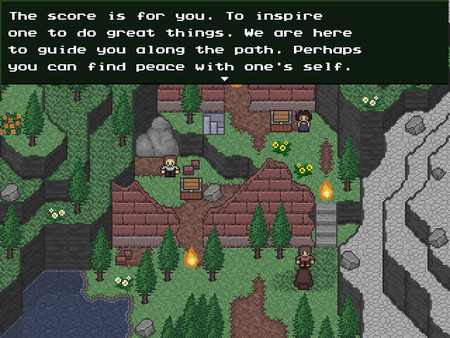 The score is for you. To inspire
one to do great things. We are here
to guide you along the path. Perhaps
you can find peace with one's self.